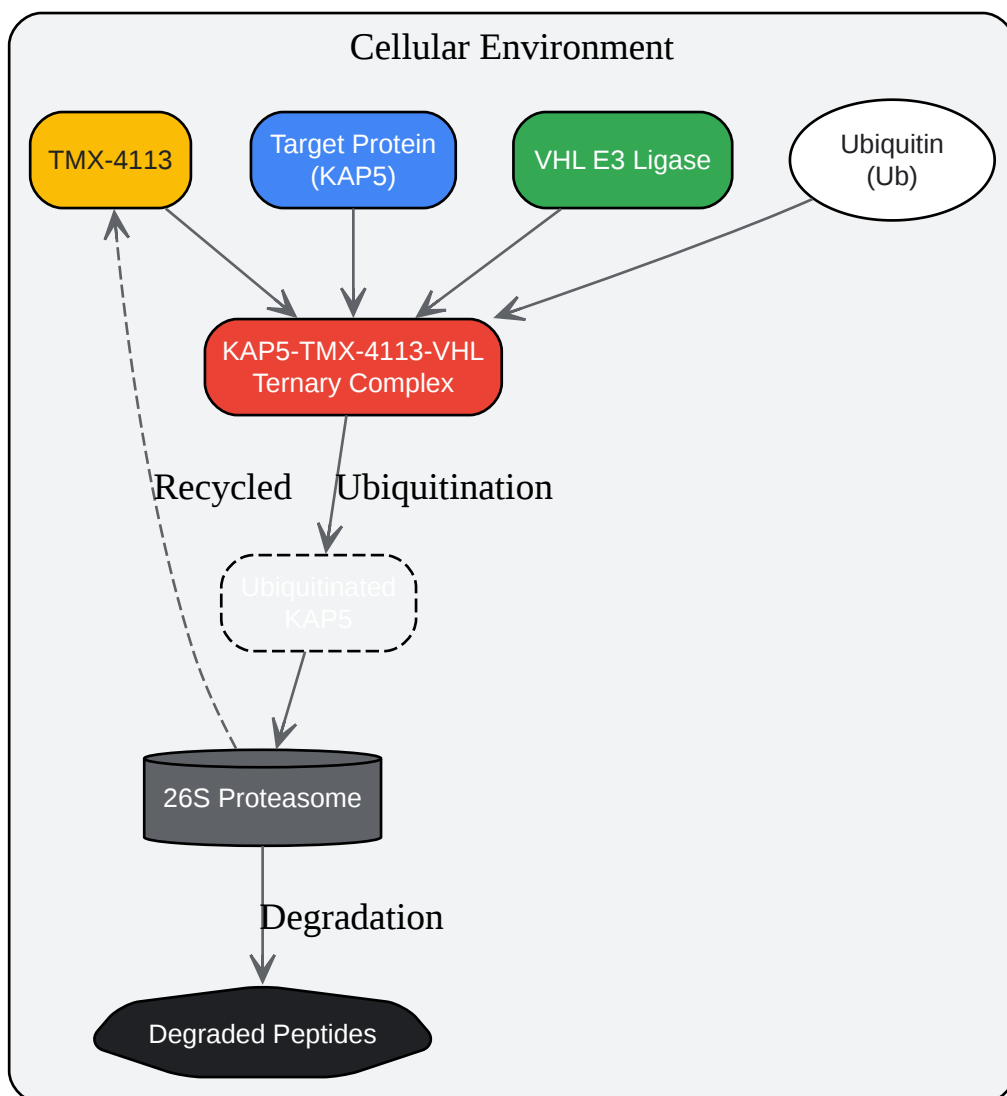 Cellular Environment
TMX-4113
Target Protein
(KAP5)
VHL E3 Ligase
Ubiquitin
(Ub)
KAP5-TMX-4113-VHL
Ternary Complex
Recycled
Ubiquitination
Ubiquitinated
KAP5
26S Proteasome
Degradation
Degraded Peptides